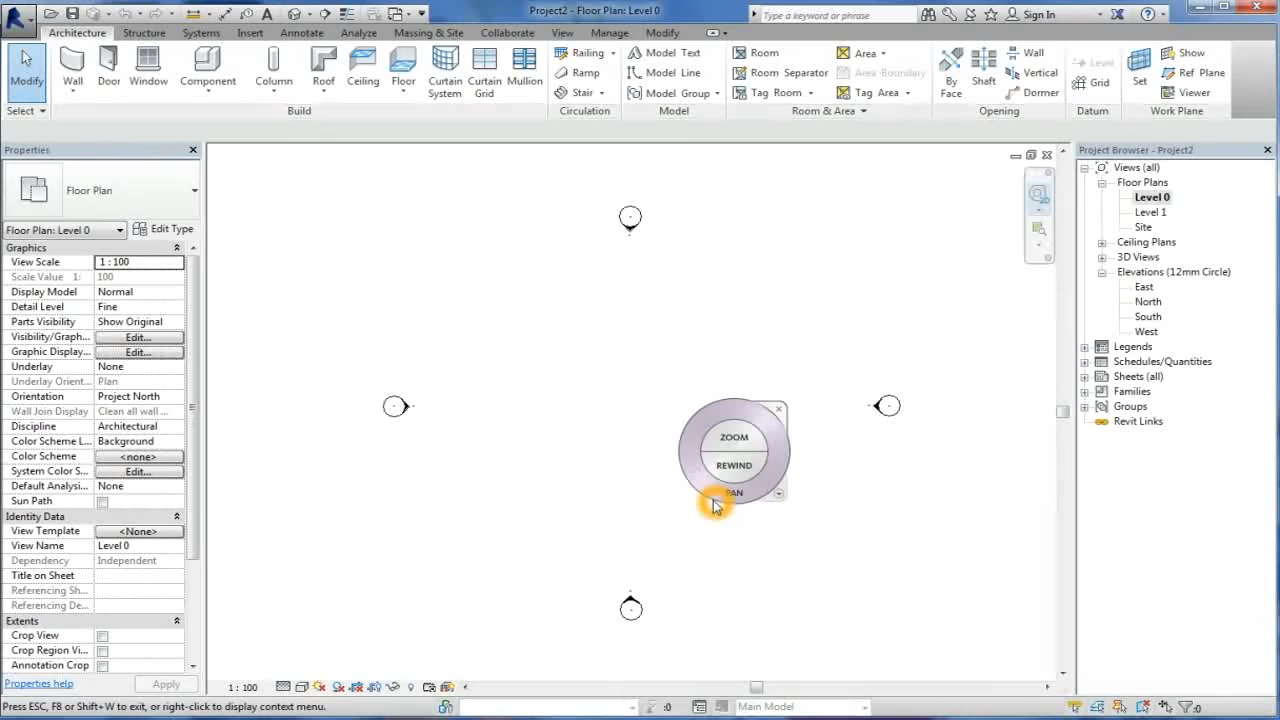 Project2 - Floor Plan: Level 0
Type a keyword or phrase
Sign In
Architecture Structure Systems Insert Annotate Analyze Massing & Site Collaborate View Manage Modify
Modify Wall Door Window Component Column Roof Ceiling Floor Curtain System Curtain Grid Mullion
Railing Ramp Stair
Model Text Model Line Model Group
Room Room Separator Tag Room
Area Area Boundary Tag Area
By Face Shaft Wall Vertical Dormer
Level Grid
Set Show Ref Plane Viewer
Select Build Circulation Model Room & Area Opening Datum Work Plane
Properties
Floor Plan
Floor Plan: Level 0 Edit Type
Graphics
View Scale 1 : 100
Scale Value 1: 100
Display Model Normal
Detail Level Fine
Parts Visibility Show Original
Visibility/Graph... Edit...
Graphic Display... Edit...
Underlay None
Underlay Orient... Plan
Orientation Project North
Wall Join Display Clean all wall ...
Discipline Architectural
Color Scheme L... Background
Color Scheme <none>
System Color S... Edit...
Default Analysi... None
Sun Path
Identity Data
View Template <None>
View Name Level 0
Dependency Independent
Title on Sheet
Referencing Sh...
Referencing De...
Extents
Crop View
Crop Region Vi...
Annotation Crop
Properties help Apply
ZOOM
REWIND
PAN
2D
Project Browser - Project2
Views (all)
Floor Plans
Level 0
Level 1
Site
Ceiling Plans
3D Views
Elevations (12mm Circle)
East
North
South
West
Legends
Schedules/Quantities
Sheets (all)
Families
Groups
Revit Links
1 : 100
Press ESC, F8 or Shift+W to exit, or right-click to display context menu.
:0 Main Model :0